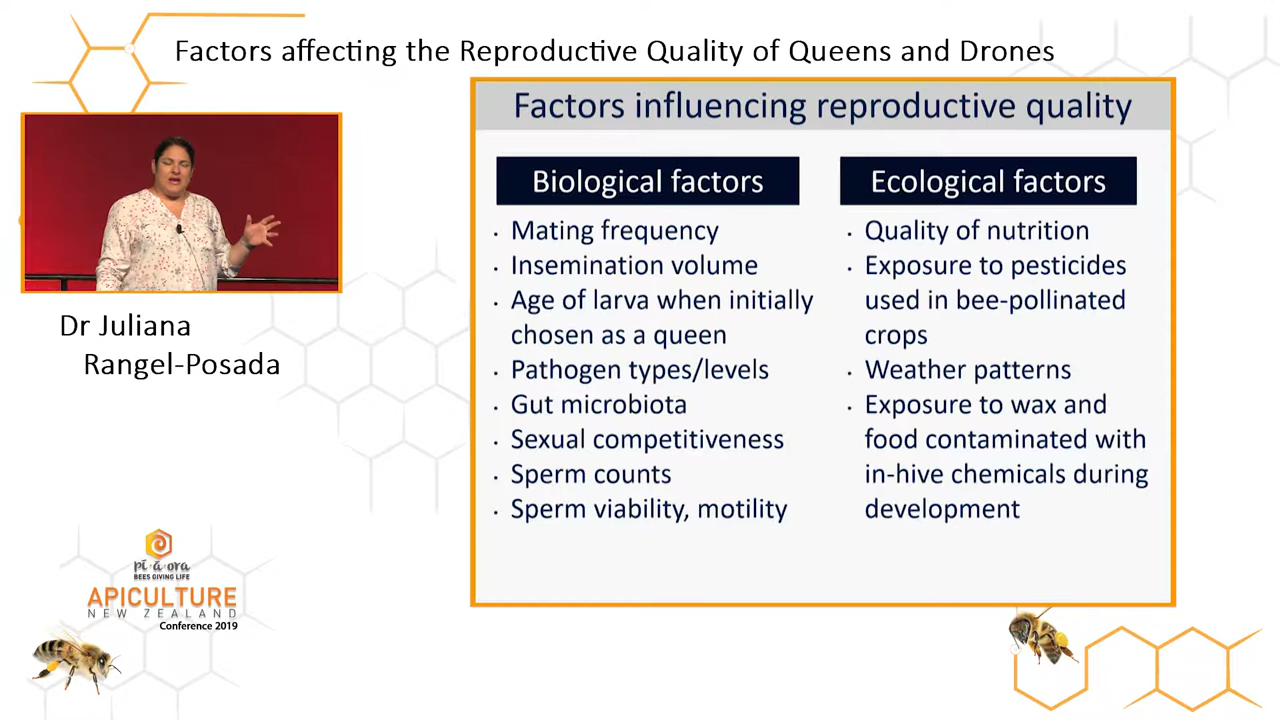 Factors affecting the Reproductive Quality of Queens and Drones
Factors influencing reproductive quality
Biological factors
· Mating frequency
· Insemination volume
· Age of larva when initially
chosen as a queen
· Pathogen types/levels
· Gut microbiota
· Sexual competitiveness
· Sperm counts
· Sperm viability, motility
Ecological factors
· Quality of nutrition
· Exposure to pesticides
used in bee-pollinated
crops
· Weather patterns
· Exposure to wax and
food contaminated with
in-hive chemicals during
development
Dr Juliana
Rangel-Posada
pī·ā·ora
BEES GIVING LIFE
APICULTURE
NEW ZEALAND
Conference 2019